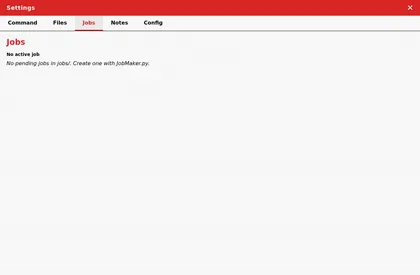 Settings ×
Command Files Jobs Notes Config
Jobs
No active job
No pending jobs in jobs/. Create one with JobMaker.py.